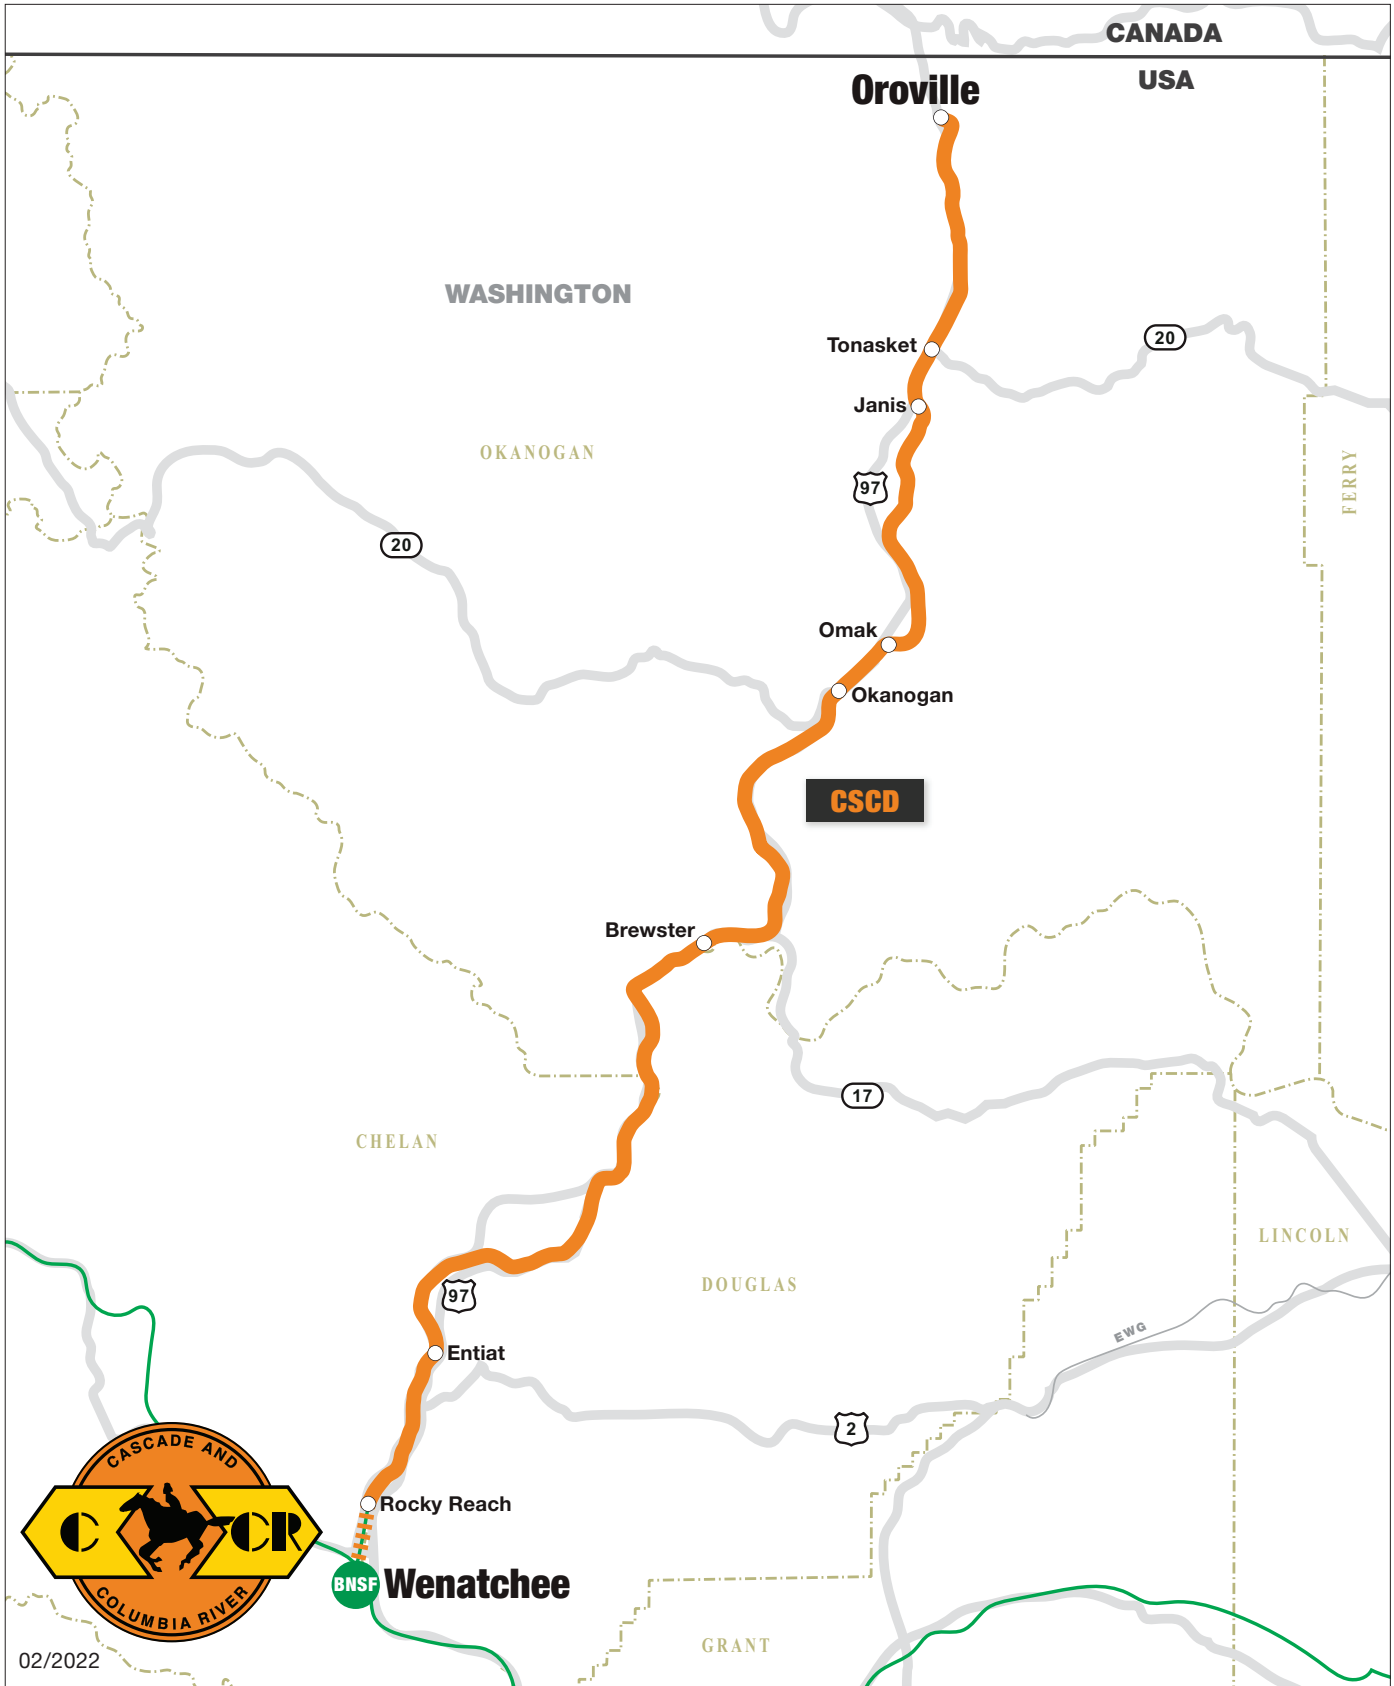 CANADA
USA
Oroville
WASHINGTON
Tonasket
20
Janis
OKANOGAN
FERRY
97
20
Omak
Okanogan
CSCD
Brewster
17
CHELAN
LINCOLN
DOUGLAS
97
EWG
Entiat
2
CASCADE AND
C CR
COLUMBIA RIVER
Rocky Reach
BNSF
Wenatchee
GRANT
02/2022